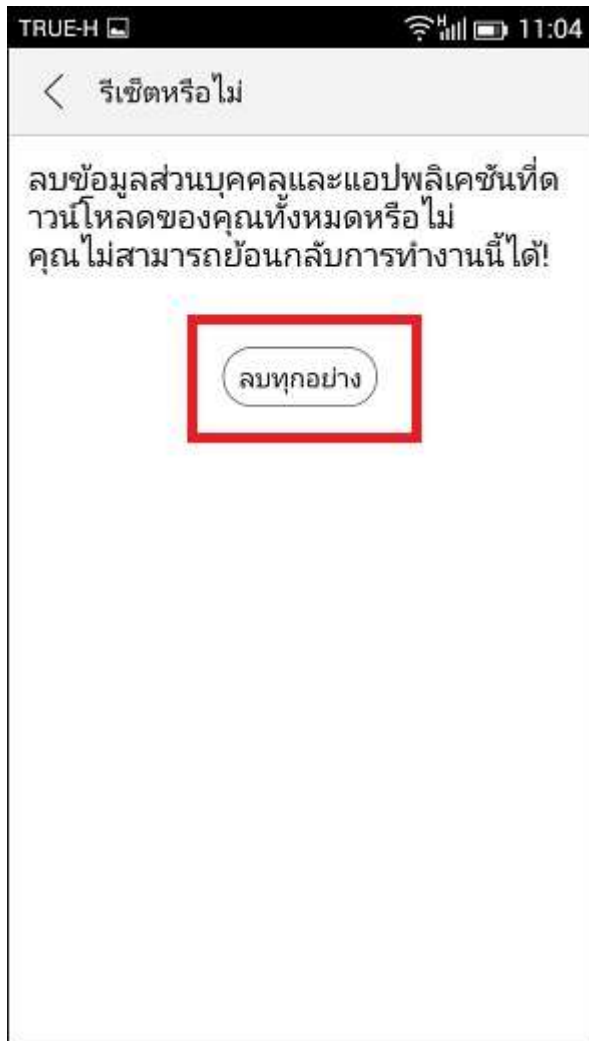 TRUE-H 11:04
รีเซ็ตหรือไม่
ลบข้อมูลส่วนบุคคลและแอปพลิเคชันที่ด
าวน์โหลดของคุณทั้งหมดหรือไม่
คุณไม่สามารถย้อนกลับการทำงานนี้ได้!
ลบทุกอย่าง